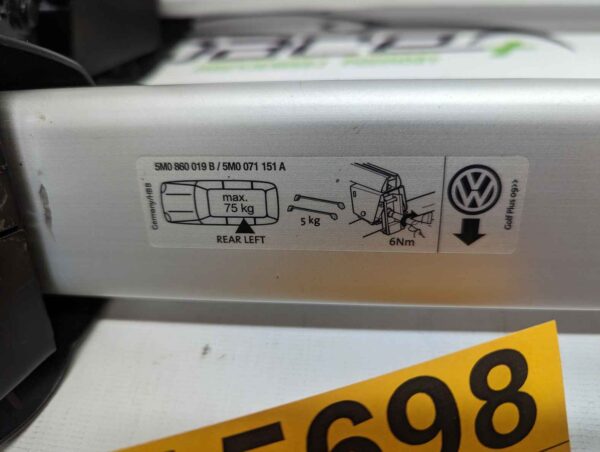 5M0 860 019 B / 5M0 071 151 A
Germany/HBB
max.
75 kg
REAR LEFT
5 kg
6Nm
Golf Plus 09>>
5698